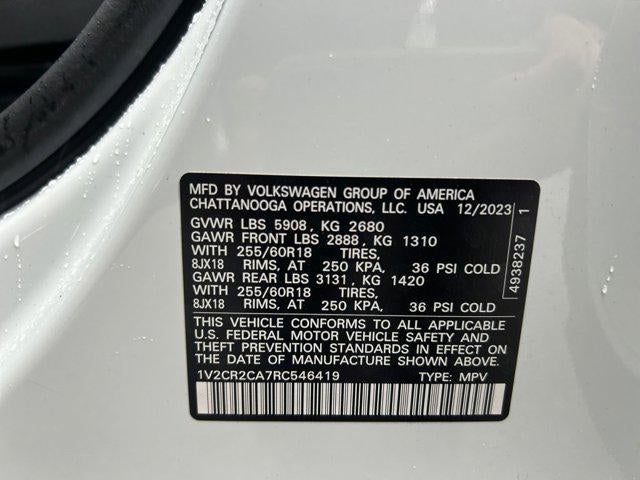 MFD BY VOLKSWAGEN GROUP OF AMERICA
CHATTANOOGA OPERATIONS, LLC. USA 12/2023
GVWR LBS 5908, KG 2680
GAWR FRONT LBS 2888, KG 1310
WITH 255/60R18 TIRES,
8JX18 RIMS, AT 250 KPA, 36 PSI COLD
GAWR REAR LBS 3131, KG 1420
WITH 255/60R18 TIRES,
8JX18 RIMS, AT 250 KPA, 36 PSI COLD
THIS VEHICLE CONFORMS TO ALL APPLICABLE
U.S. FEDERAL MOTOR VEHICLE SAFETY AND
THEFT PREVENTION STANDARDS IN EFFECT ON
THE DATE OF MANUFACTURE SHOWN ABOVE.
1V2CR2CA7RC546419 TYPE: MPV
4938237 1